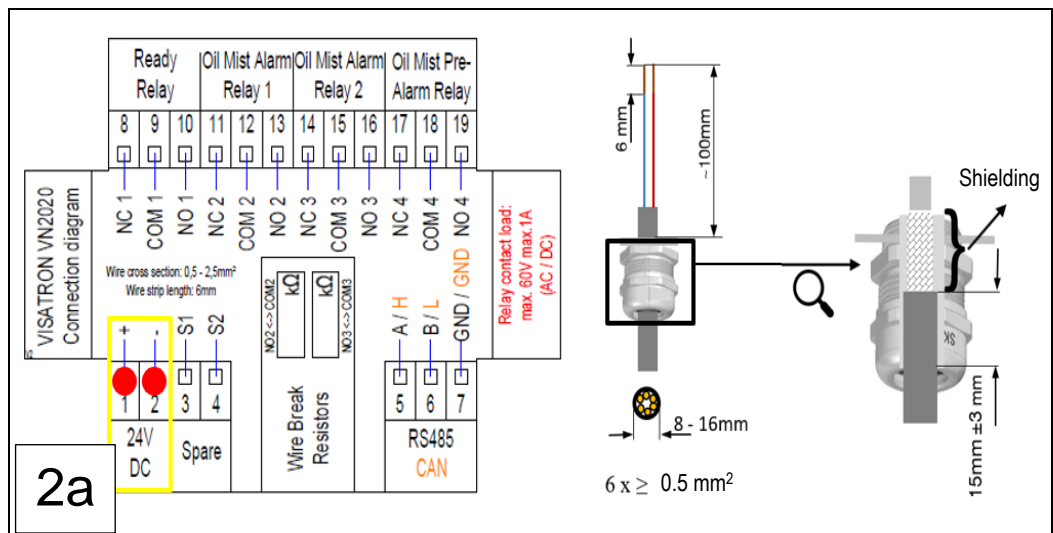 Ready
Relay
Oil Mist Alarm
Relay 1
Oil Mist Alarm
Relay 2
Oil Mist Pre-
Alarm Relay
8 9 10 11 12 13 14 15 16 17 18 19
NC 1
COM 1
NO 1
NC 2
COM 2
NO 2
NC 3
COM 3
NO 3
NC 4
COM 4
NO 4
VISATRON VN2020
Connection diagram
V2
Wire cross section: 0,5 - 2,5mm²
Wire strip length: 6mm
+
-
S1
S2
NO2 <-> COM2
kΩ
kΩ
NO3 <-> COM3
A / H
B / L
GND / GND
Relay contact load:
max. 60V max.1A
(AC / DC)
1 2 3 4
24V
DC
Spare
Wire Break
Resistors
5 6 7
RS485
CAN
2a
6 mm
~100mm
8 - 16mm
6 x ≥ 0.5 mm²
Shielding
SK
15mm ±3 mm